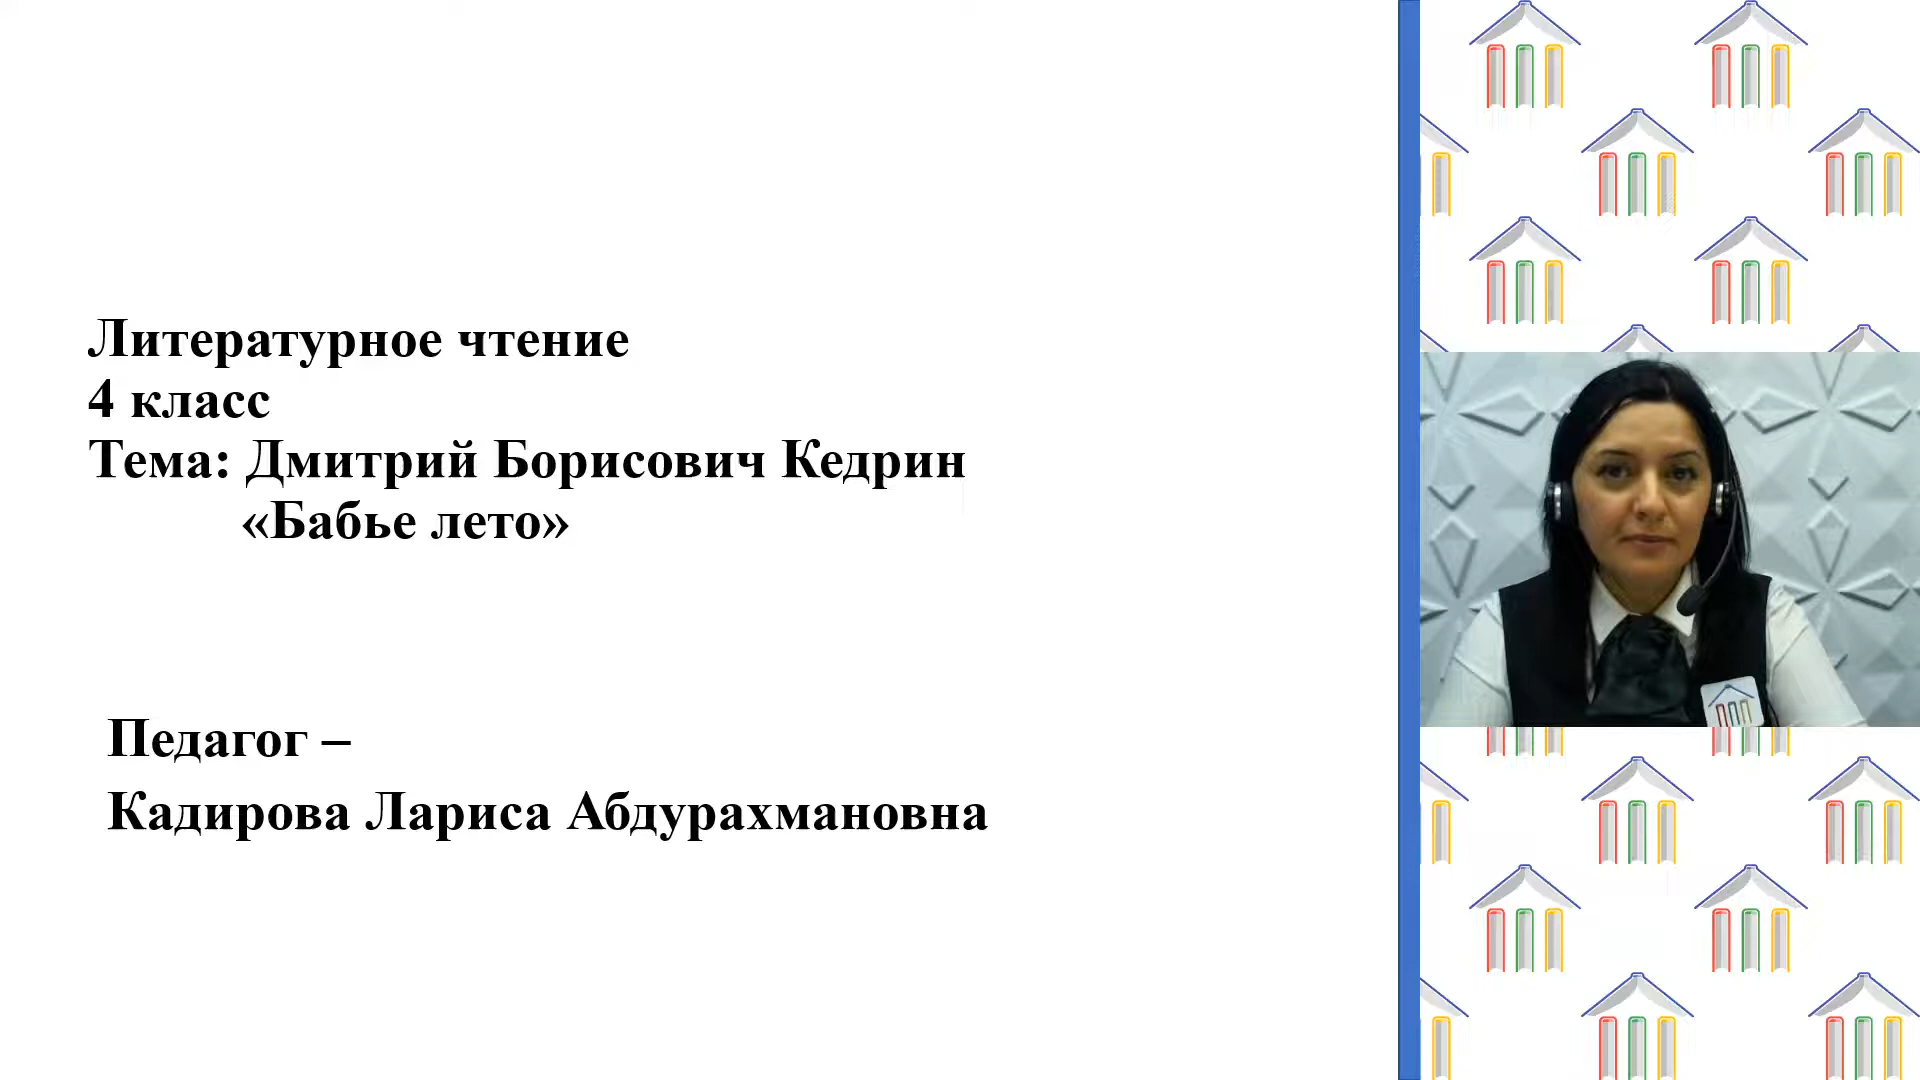 Литературное чтение
4 класс
Тема: Дмитрий Борисович Кедрин
«Бабье лето»
Педагог –
Кадирова Лариса Абдурахмановна